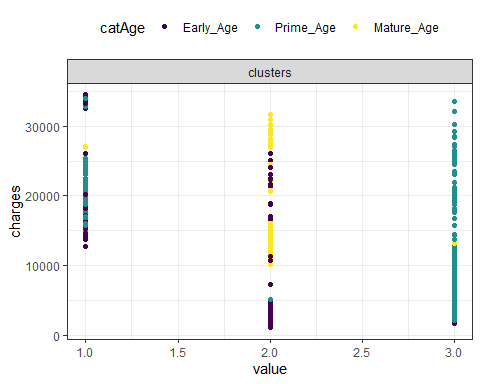 catAge Early_Age Prime_Age Mature_Age
clusters
charges
30000
20000
10000
0
1.0 1.5 2.0 2.5 3.0
value